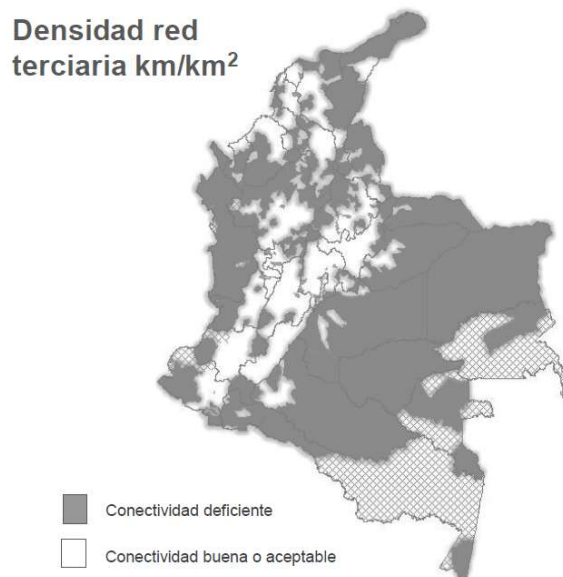 Densidad red
terciaria km/km²
Conectividad deficiente
Conectividad buena o aceptable